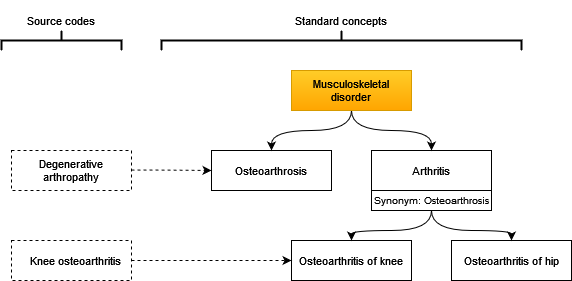 Source codes
Standard concepts
Musculoskeletal
disorder
Degenerative
arthropathy
Osteoarthrosis
Arthritis
Synonym: Osteoarthrosis
Knee osteoarthritis
Osteoarthritis of knee
Osteoarthritis of hip